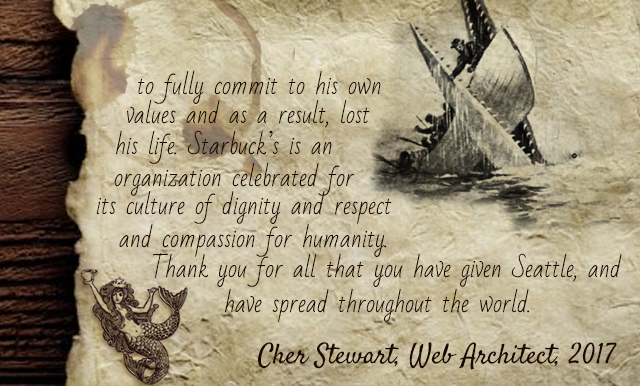 to fully commit to his own
values and as a result, lost
his life. Starbuck's is an
organization celebrated for
its culture of dignity and respect
and compassion for humanity.
Thank you for all that you have given Seattle, and
have spread throughout the world.
Cher Stewart, Web Architect, 2017